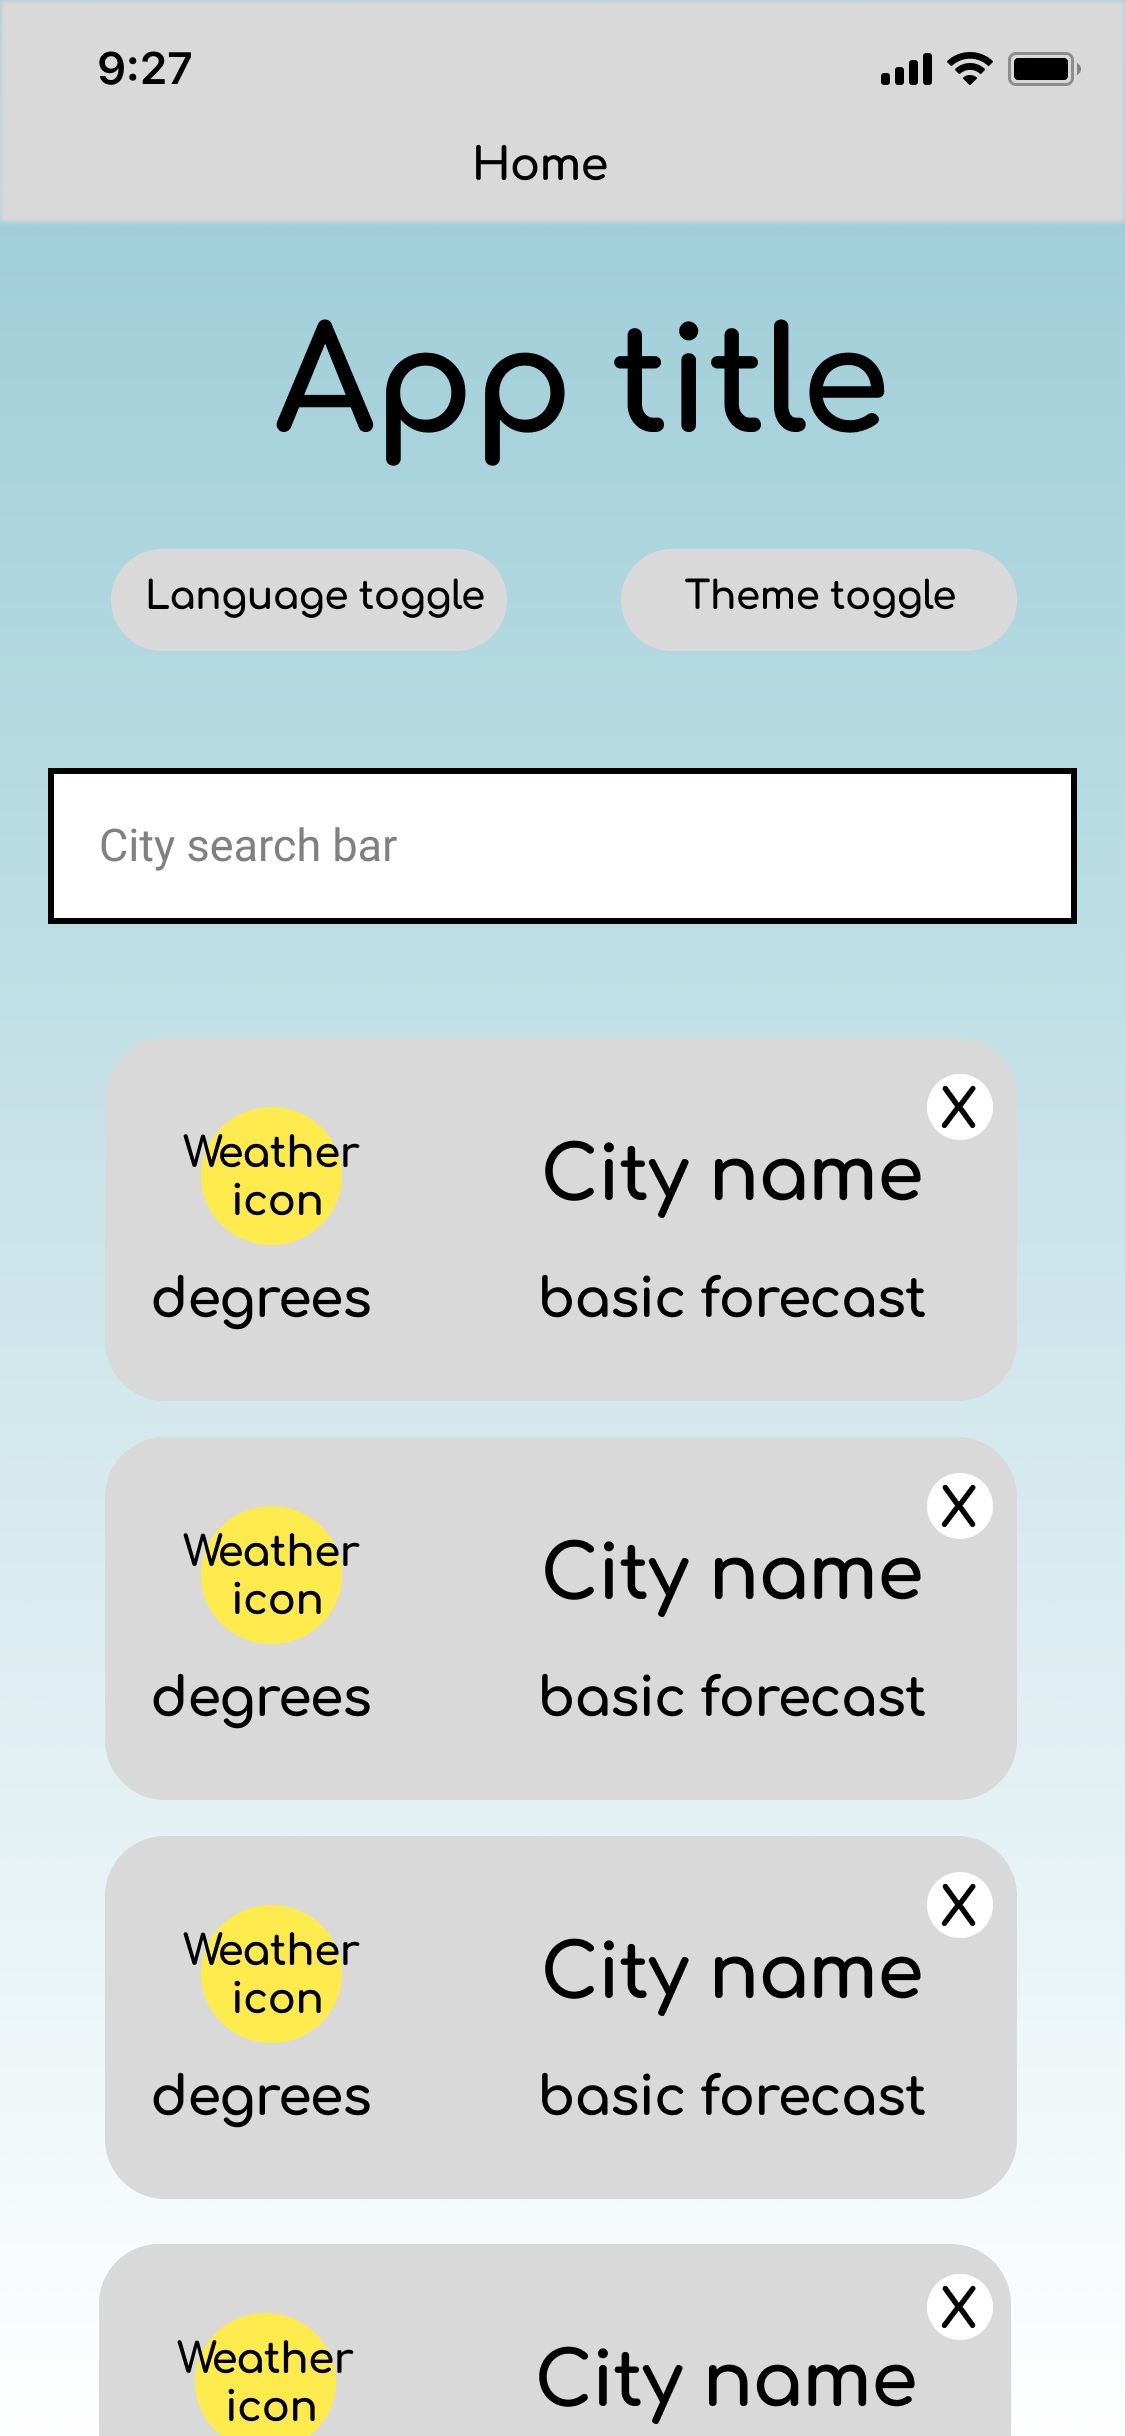 9:27
Home
App title
Language toggle
Theme toggle
City search bar
X
Weather
icon
City name
degrees
basic forecast
X
Weather
icon
City name
degrees
basic forecast
X
Weather
icon
City name
degrees
basic forecast
X
Weather
icon
City name